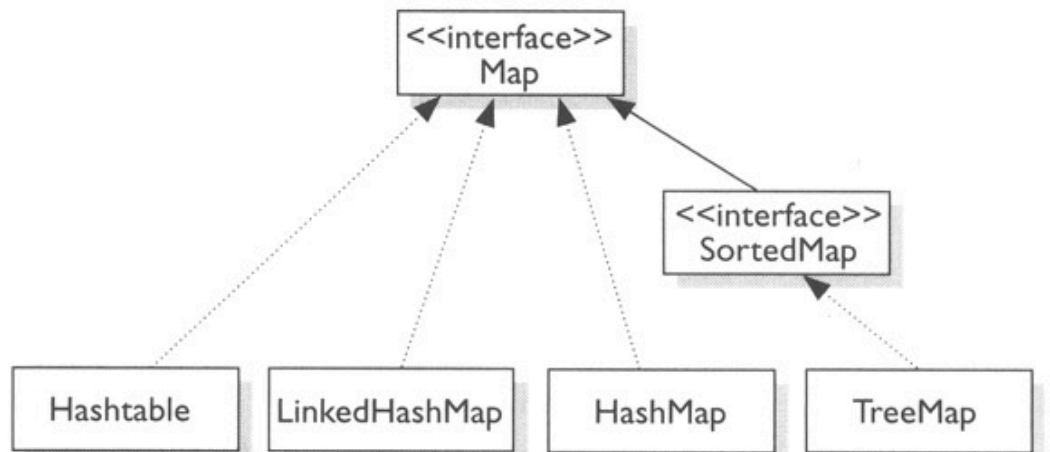 <<interface>>
Map
<<interface>>
SortedMap
Hashtable
LinkedHashMap
HashMap
TreeMap